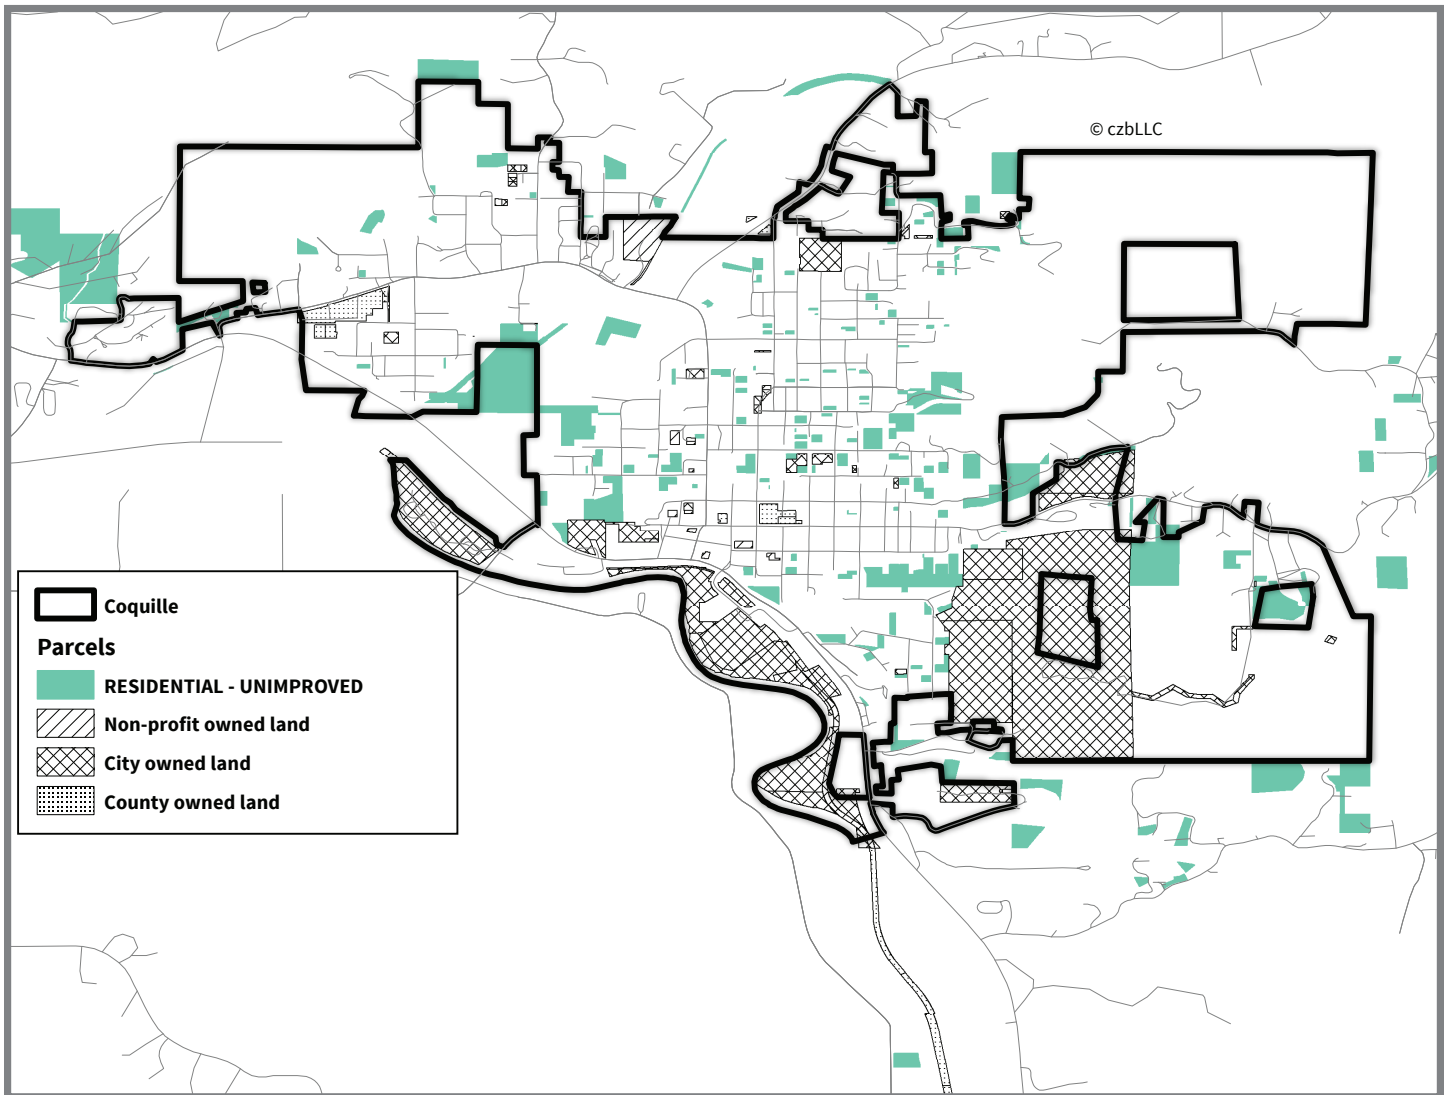 © czbLLC
Coquille
Parcels
RESIDENTIAL - UNIMPROVED
Non-profit owned land
City owned land
County owned land